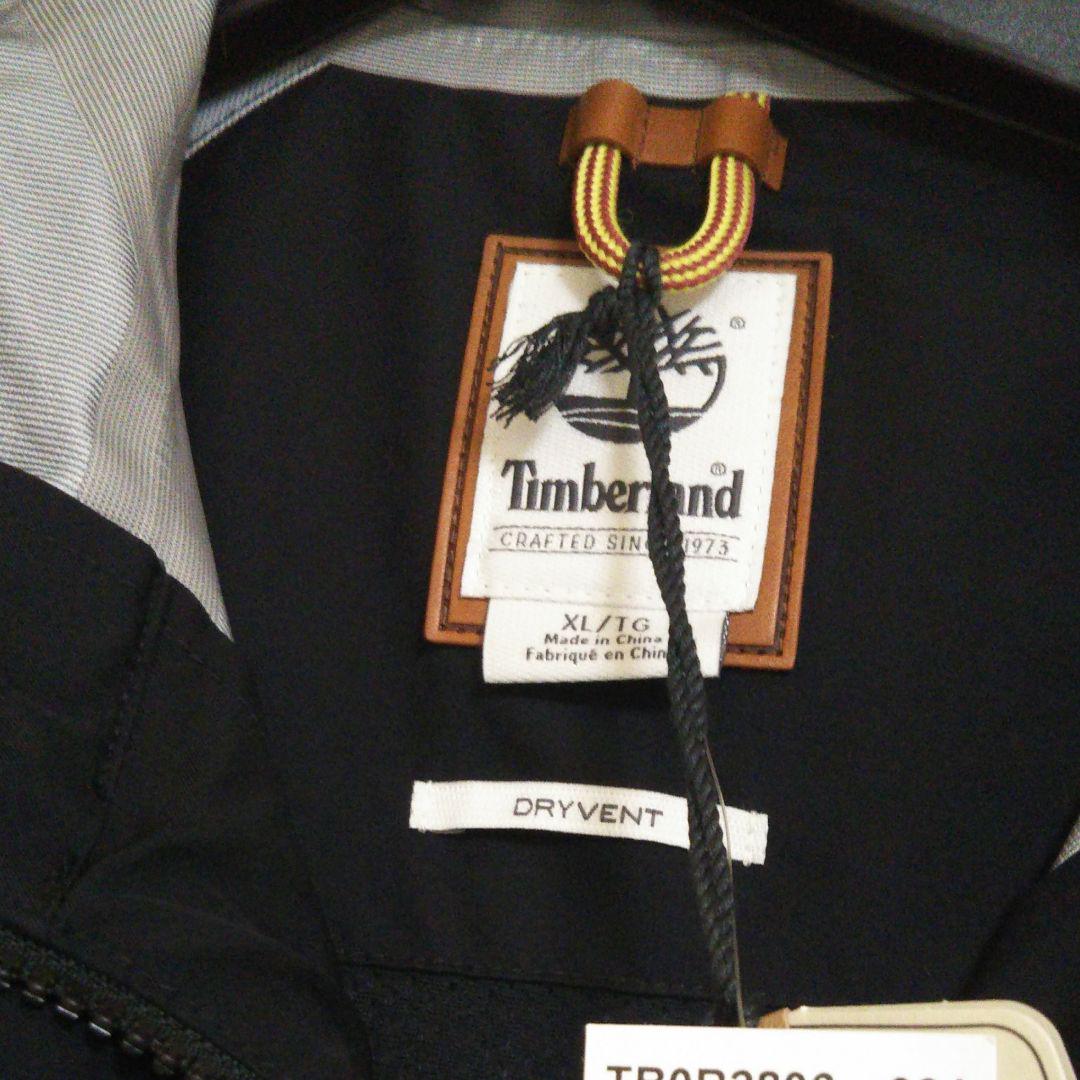 ®
Timberland®
CRAFTED SINCE 1973
XL/TG
Made in China
Fabriqué en Chine
DRYVENT